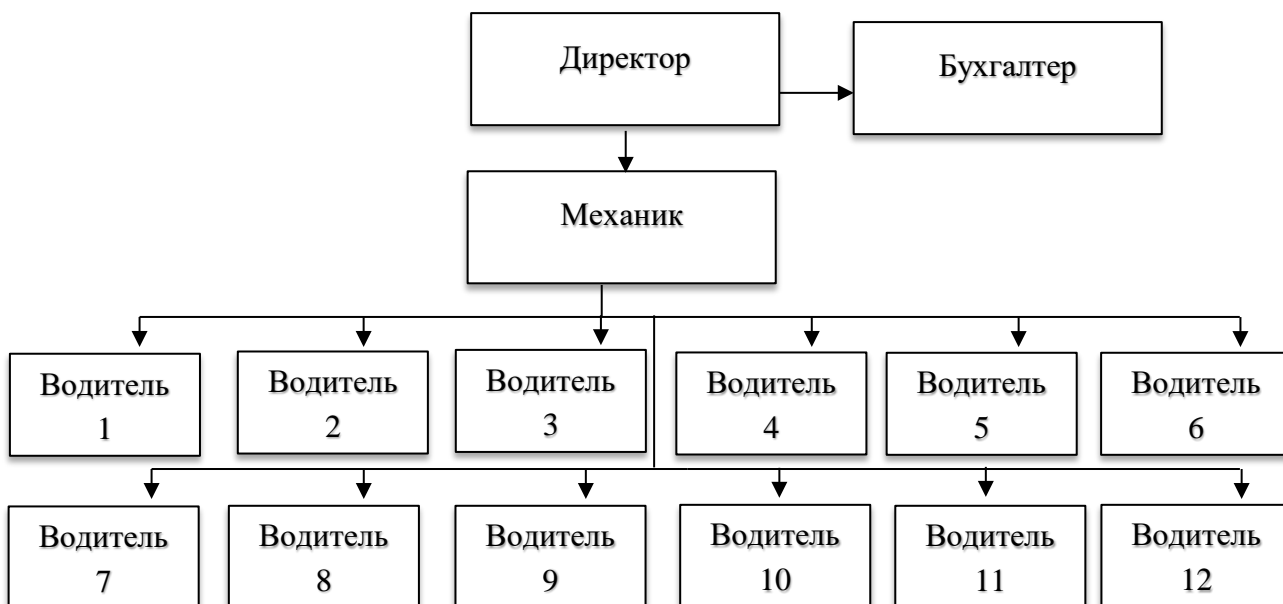 Директор
Бухгалтер
Механик
Водитель
1
Водитель
2
Водитель
3
Водитель
4
Водитель
5
Водитель
6
Водитель
7
Водитель
8
Водитель
9
Водитель
10
Водитель
11
Водитель
12